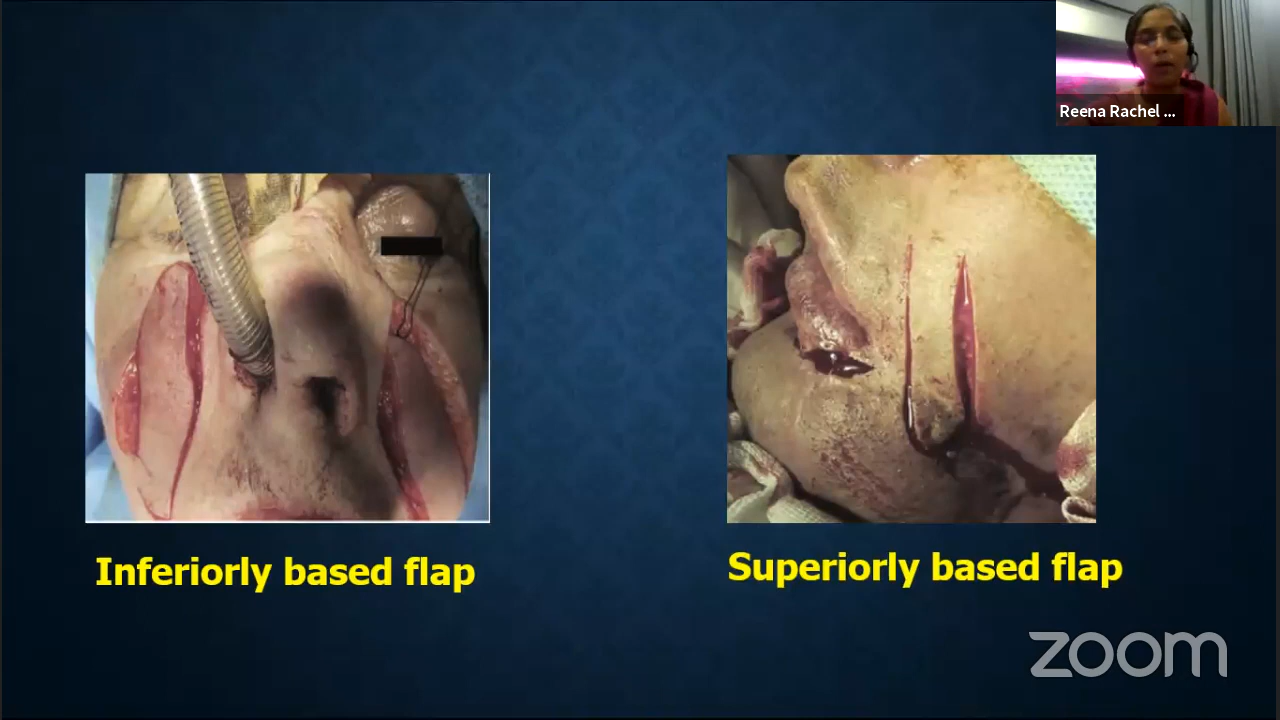 Reena Rachel ...
Inferiorly based flap
Superiorly based flap
zoom